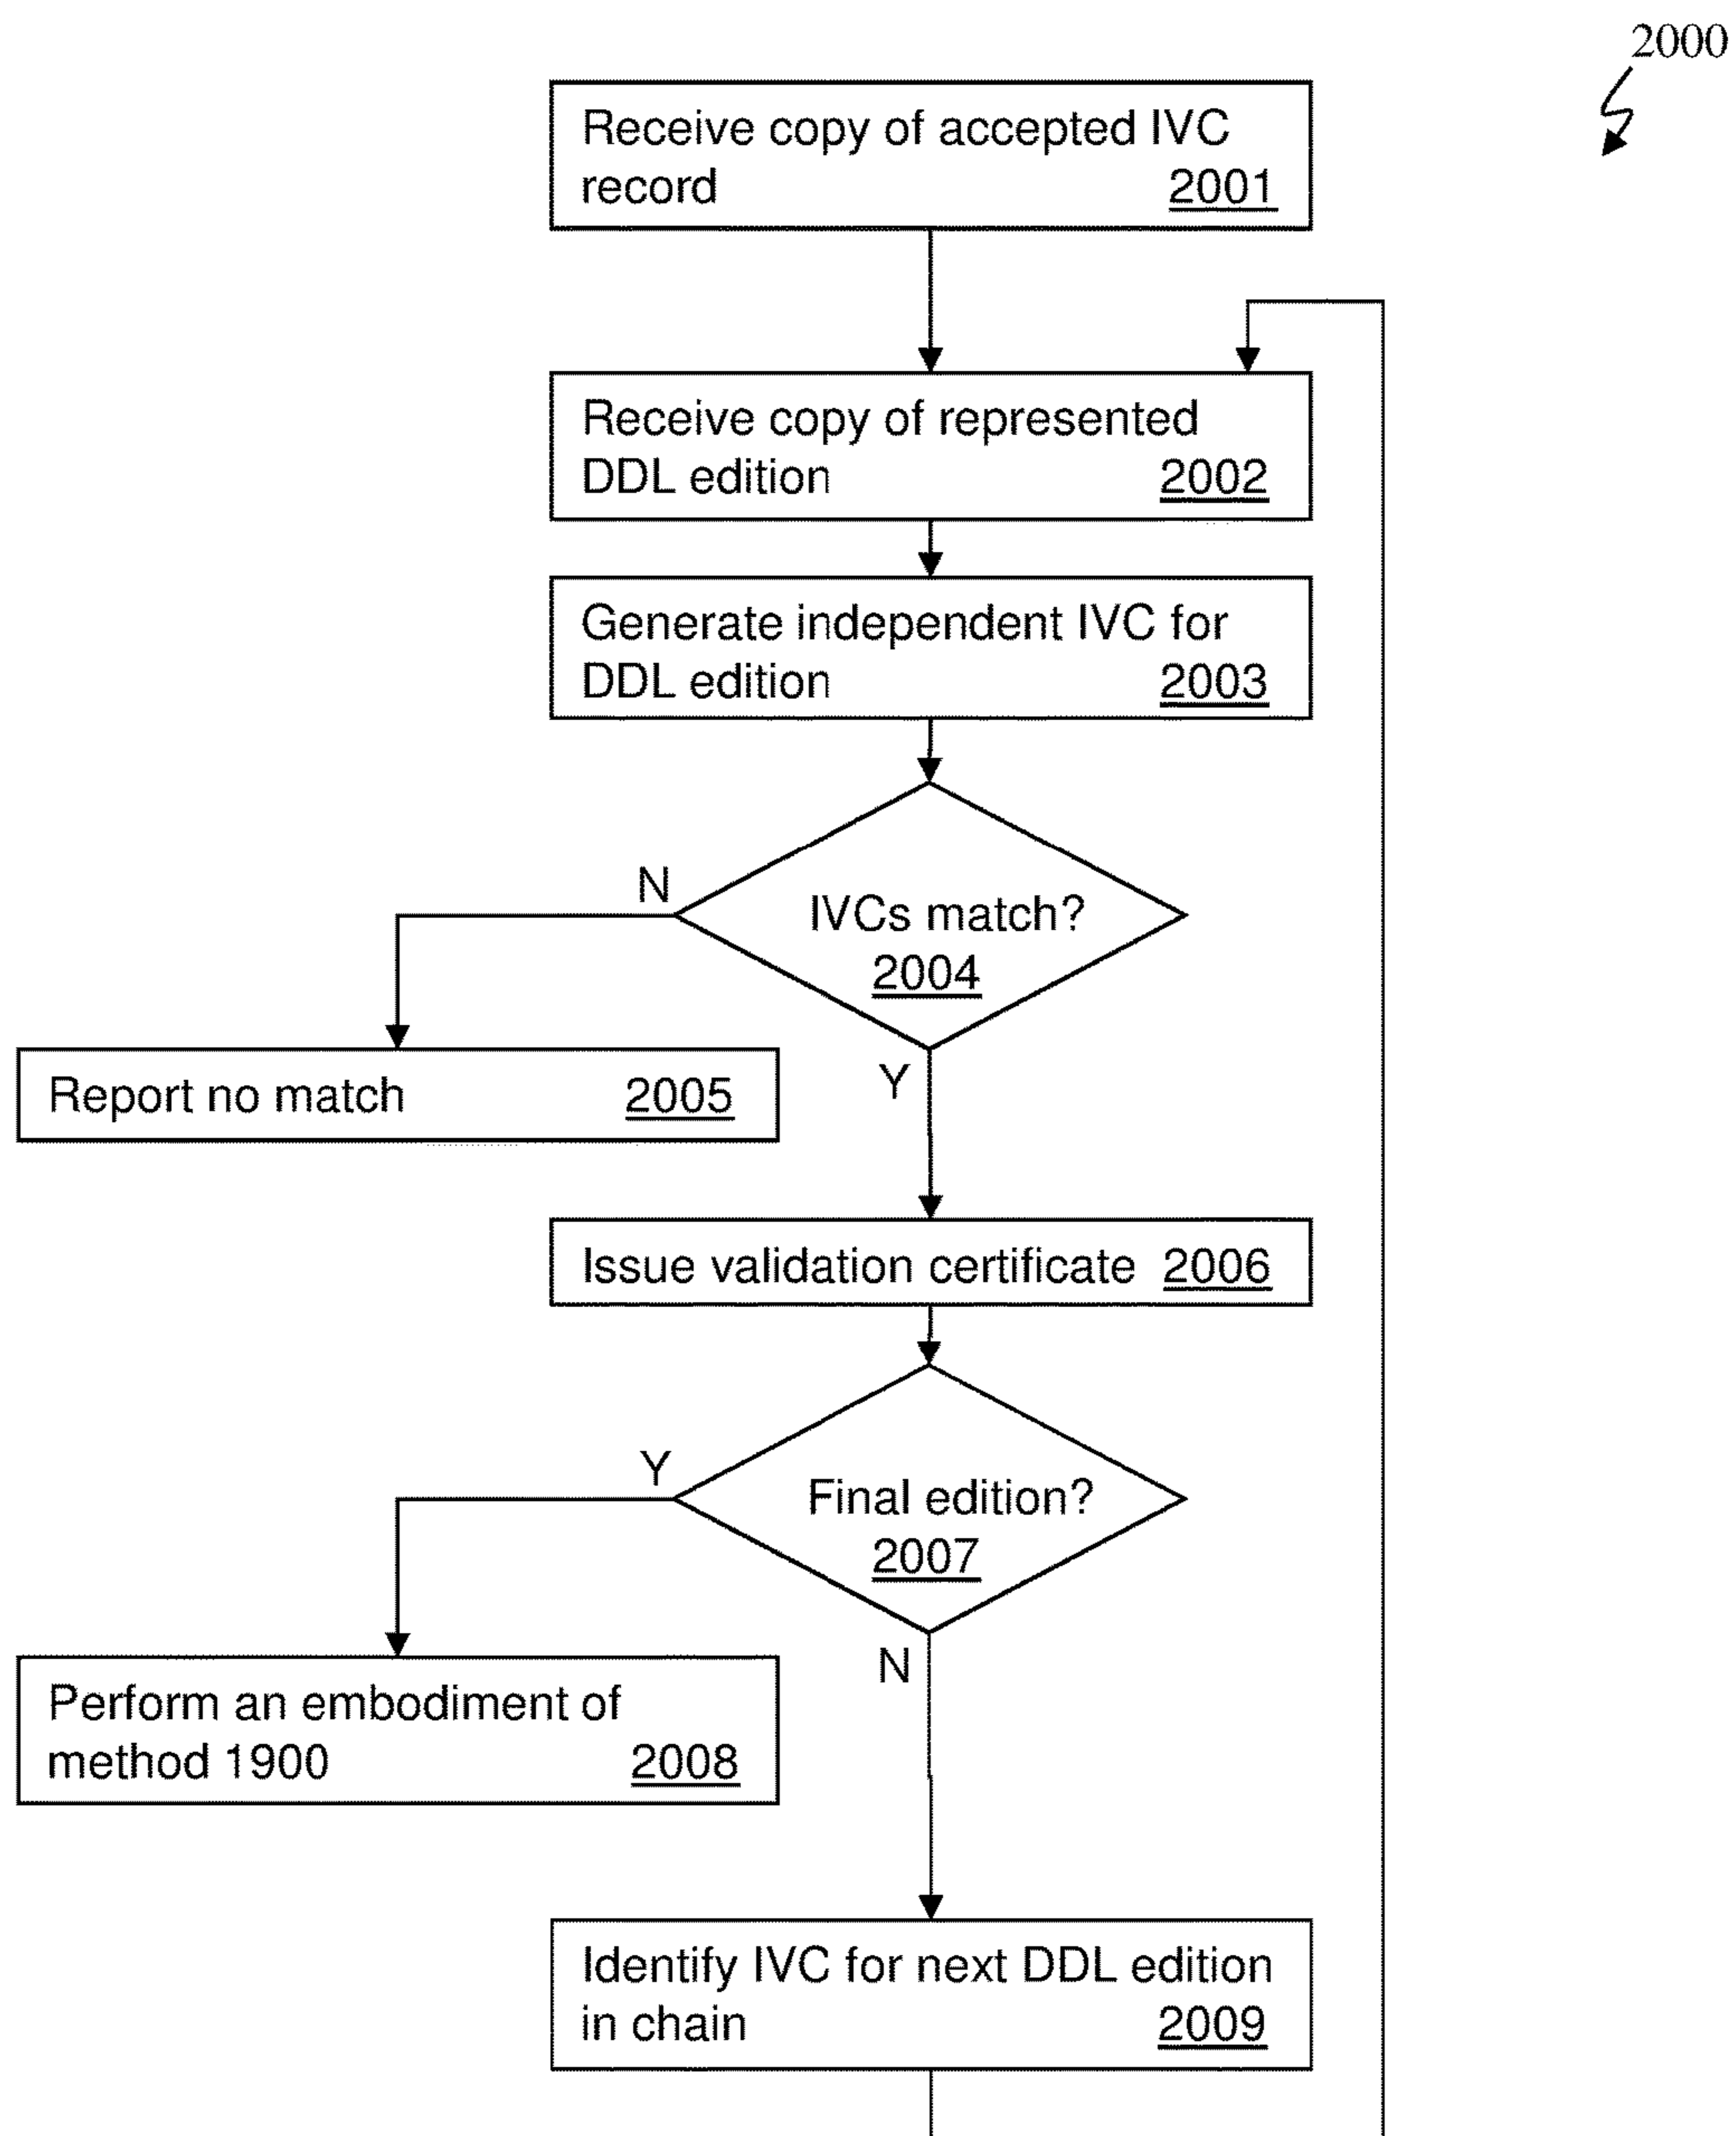 2000
Receive copy of accepted IVC
record 2001
Receive copy of represented
DDL edition 2002
Generate independent IVC for
DDL edition 2003
N
IVCs match?
2004
Y
Report no match 2005
Issue validation certificate 2006
Y
Final edition?
2007
N
Perform an embodiment of
method 1900 2008
Identify IVC for next DDL edition
in chain 2009